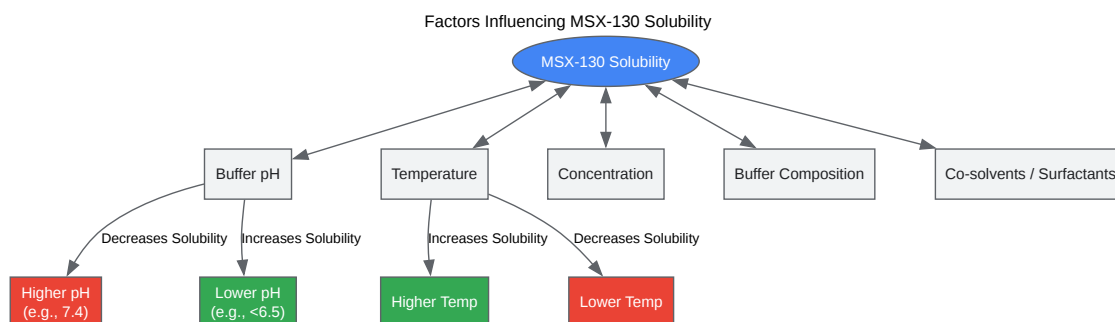 Factors Influencing MSX-130 Solubility
MSX-130 Solubility
Buffer pH
Temperature
Concentration
Buffer Composition
Co-solvents / Surfactants
Decreases Solubility
Increases Solubility
Increases Solubility
Decreases Solubility
Higher pH
(e.g., 7.4)
Lower pH
(e.g., <6.5)
Higher Temp
Lower Temp